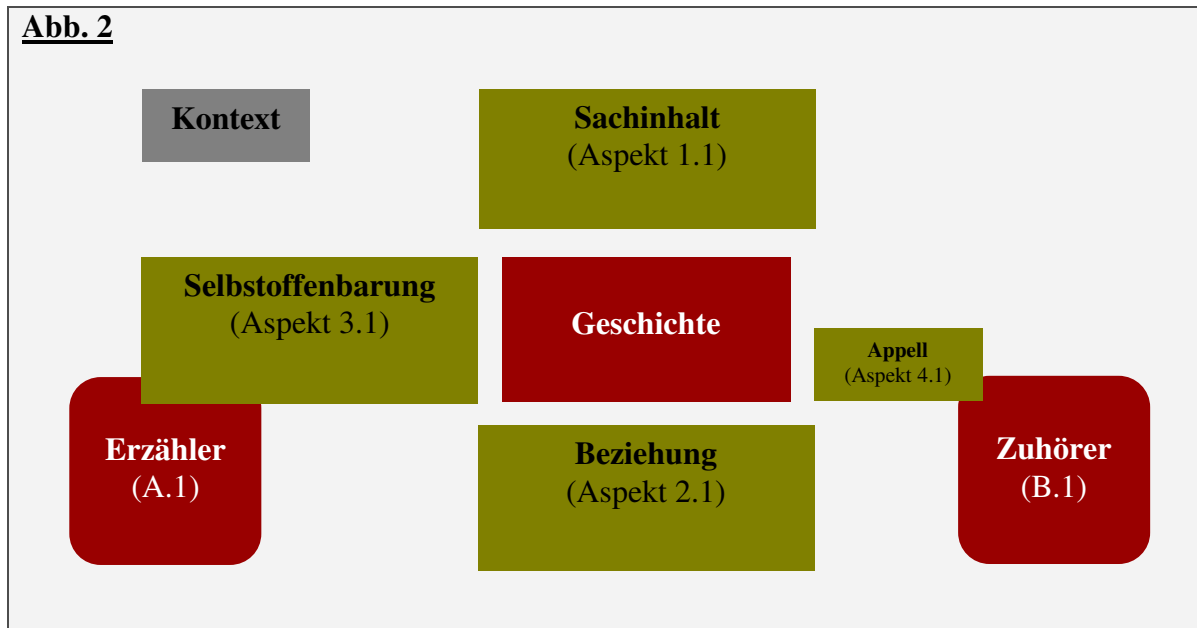 Abb. 2
Kontext
Sachinhalt
(Aspekt 1.1)
Selbstoffenbarung
(Aspekt 3.1)
Geschichte
Appell
(Aspekt 4.1)
Erzähler
(A.1)
Beziehung
(Aspekt 2.1)
Zuhörer
(B.1)